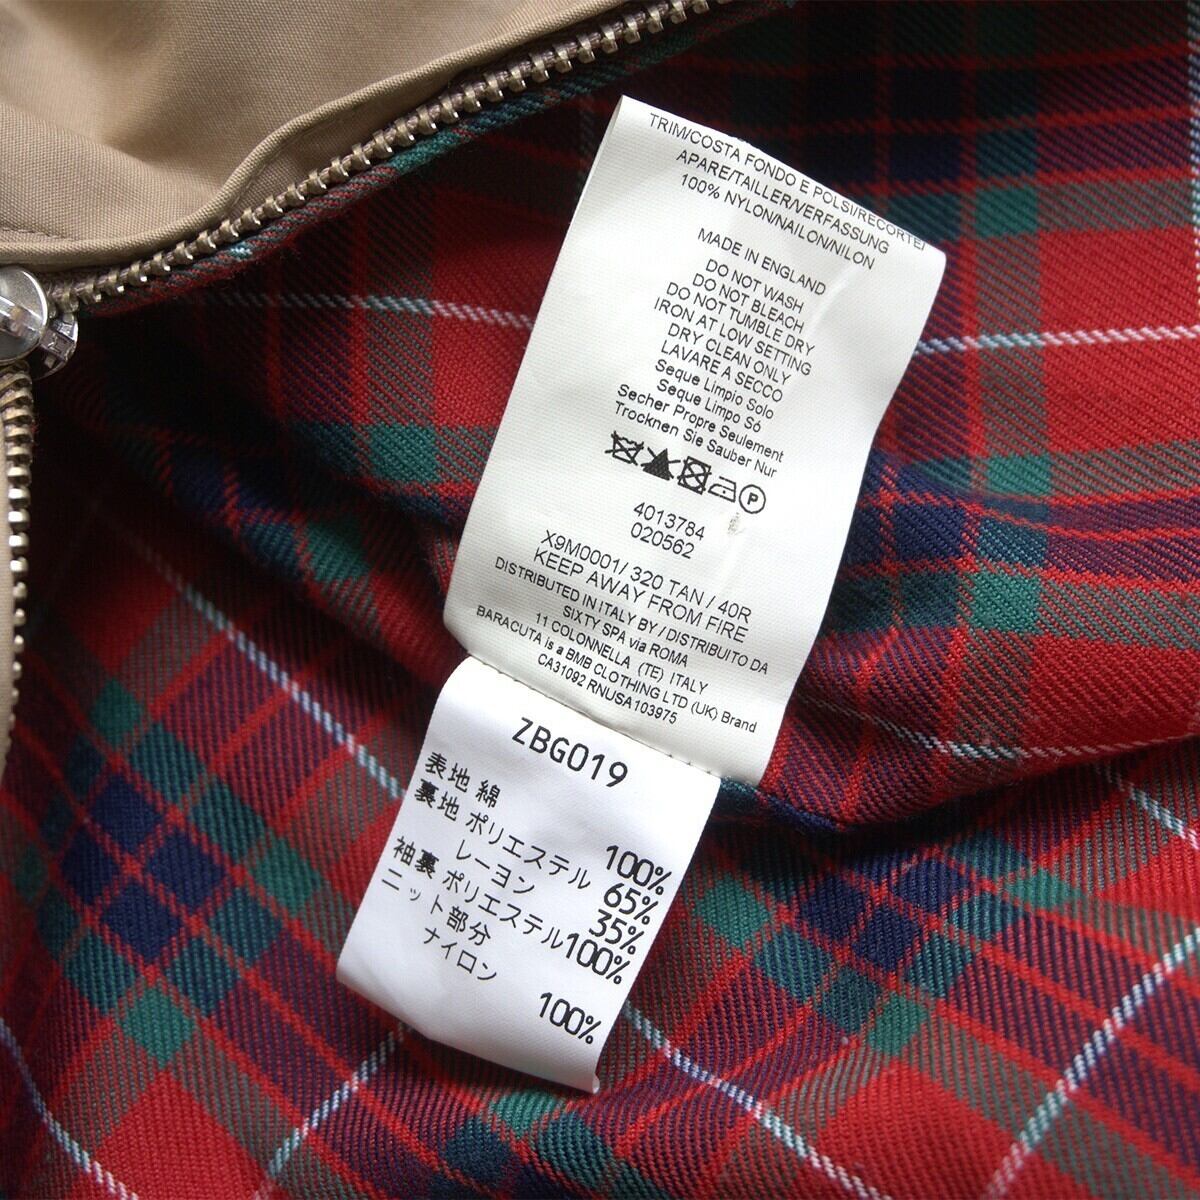 TRIM/COSTA FONDO E POLSI/RECORTE/
APARE/TAILLER/VERFASSUNG
100% NYLON/NAILON/NILON
MADE IN ENGLAND
DO NOT WASH
DO NOT BLEACH
DO NOT TUMBLE DRY
IRON AT LOW SETTING
DRY CLEAN ONLY
LAVARE A SECCO
Seque Limpio Solo
Seque Limpo Só
Secher Propre Seulement
Trocknen Sie Sauber Nur
P
4013784
020562
X9M0001/ 320 TAN / 40R
KEEP AWAY FROM FIRE
DISTRIBUTED IN ITALY BY / DISTRIBUITO DA
SIXTY SPA via ROMA
11 COLONNELLA (TE) ITALY
BARACUTA is a BMB CLOTHING LTD (UK) Brand
CA31092 RNUSA103975
ZBG019
表地 綿 100%
裏地 ポリエステル 65%
レーヨン 35%
袖裏 ポリエステル 100%
ニット部分
ナイロン 100%